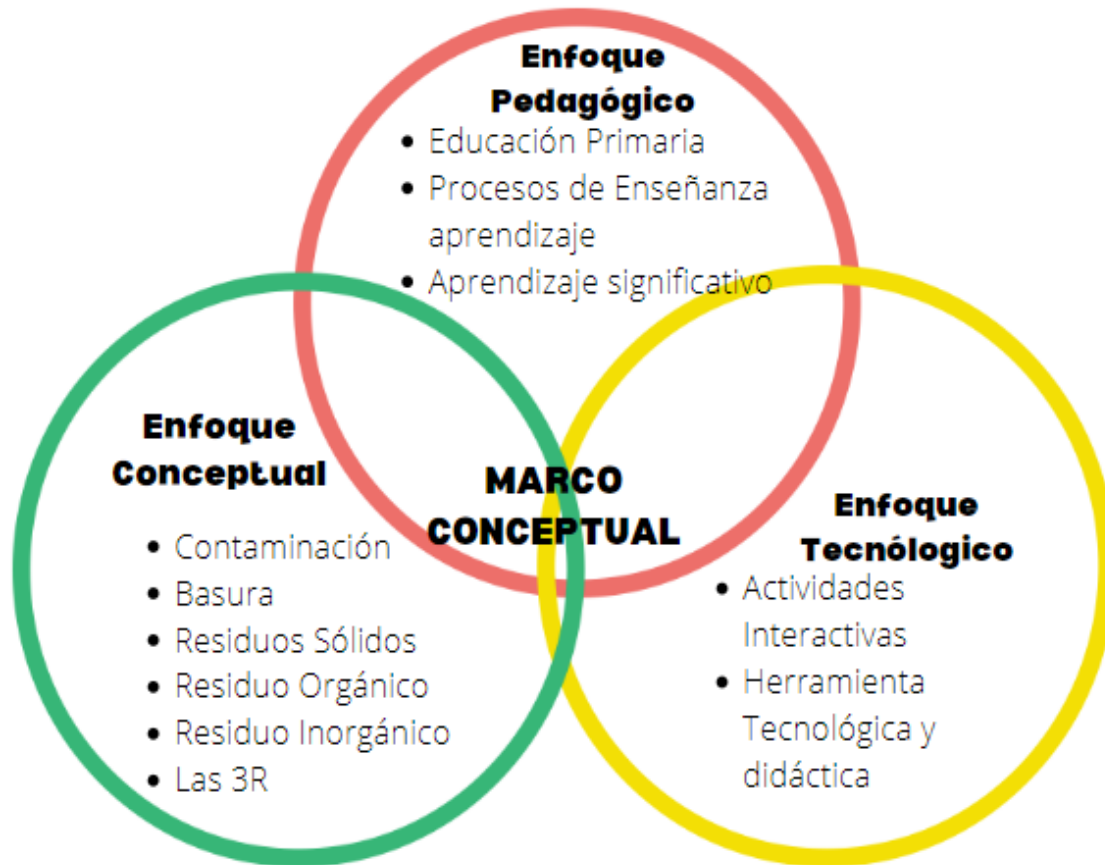 Enfoque
Pedagógico
• Educación Primaria
• Procesos de Enseñanza
aprendizaje
• Aprendizaje significativo
Enfoque
Conceptual
• Contaminación
• Basura
• Residuos Sólidos
• Residuo Orgánico
• Residuo Inorgánico
• Las 3R
MARCO
CONCEPTUAL
Enfoque
Tecnólogico
• Actividades
Interactivas
• Herramienta
Tecnológica y
didáctica